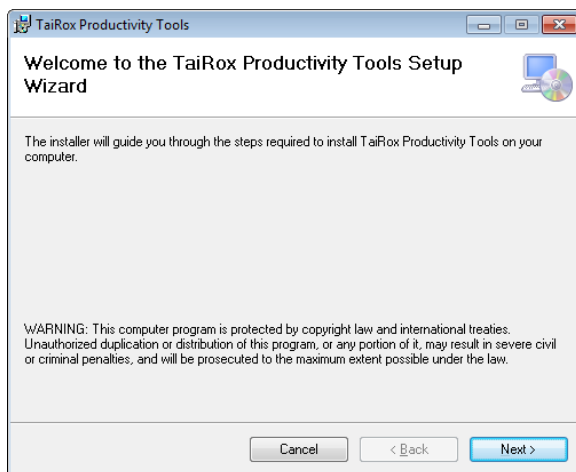 TaiRox Productivity Tools
Welcome to the TaiRox Productivity Tools Setup
Wizard
The installer will guide you through the steps required to install TaiRox Productivity Tools on your
computer.
WARNING: This computer program is protected by copyright law and international treaties.
Unauthorized duplication or distribution of this program, or any portion of it, may result in severe civil
or criminal penalties, and will be prosecuted to the maximum extent possible under the law.
Cancel
< Back
Next >